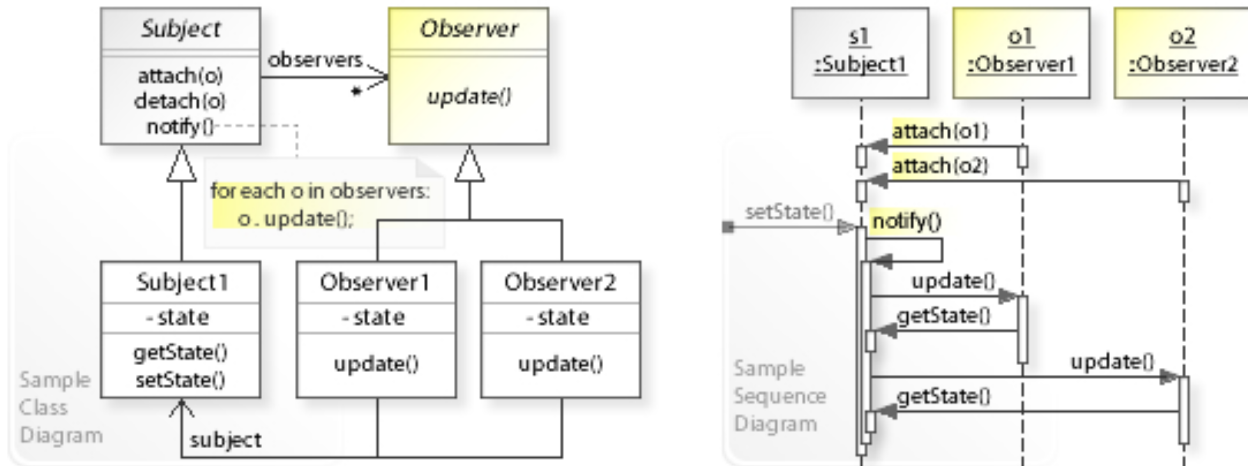 Subject
attach(o)
detach(o)
notify()
observers
*
Observer
update()
for each o in observers:
o . update();
Subject1
- state
getState()
setState()
Observer1
- state
update()
Observer2
- state
update()
subject
Sample
Class
Diagram
s1
:Subject1
o1
:Observer1
o2
:Observer2
attach(o1)
attach(o2)
setState()
notify()
update()
getState()
update()
getState()
Sample
Sequence
Diagram